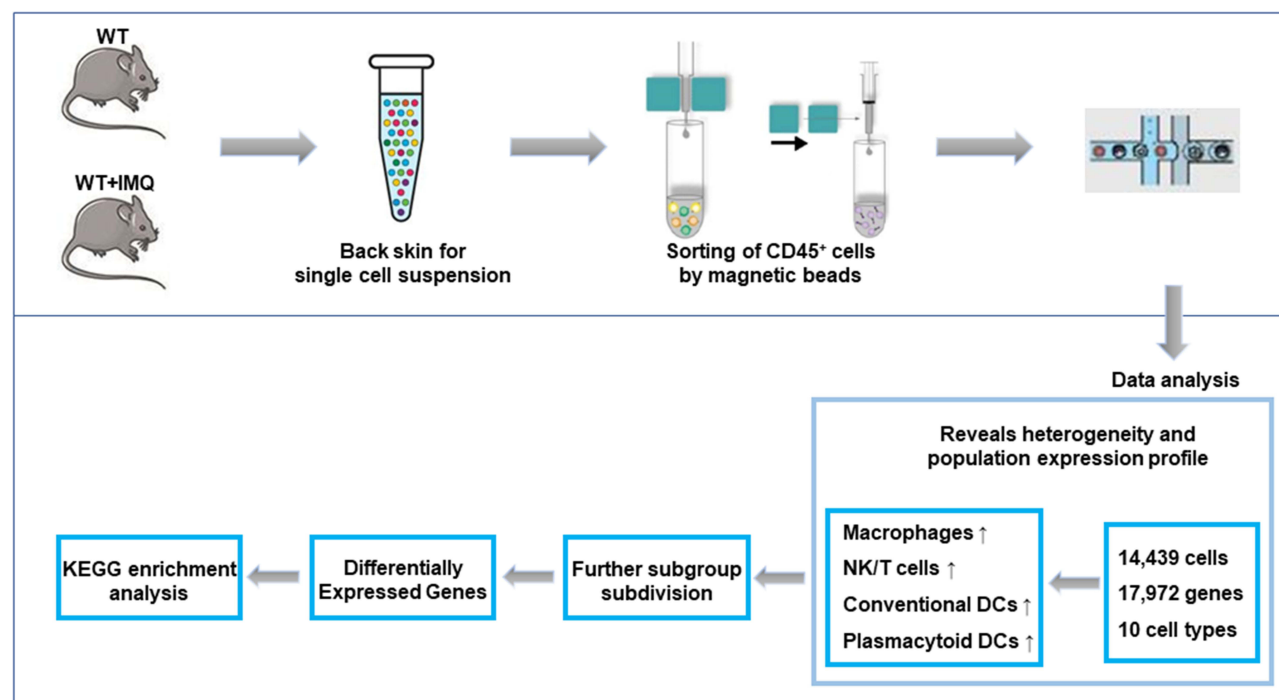 WT
WT+IMQ
Back skin for
single cell suspension
Sorting of CD45⁺ cells
by magnetic beads
Data analysis
Reveals heterogeneity and
population expression profile
14,439 cells
17,972 genes
10 cell types
Macrophages ↑
NK/T cells ↑
Conventional DCs ↑
Plasmacytoid DCs ↑
Further subgroup
subdivision
Differentially
Expressed Genes
KEGG enrichment
analysis